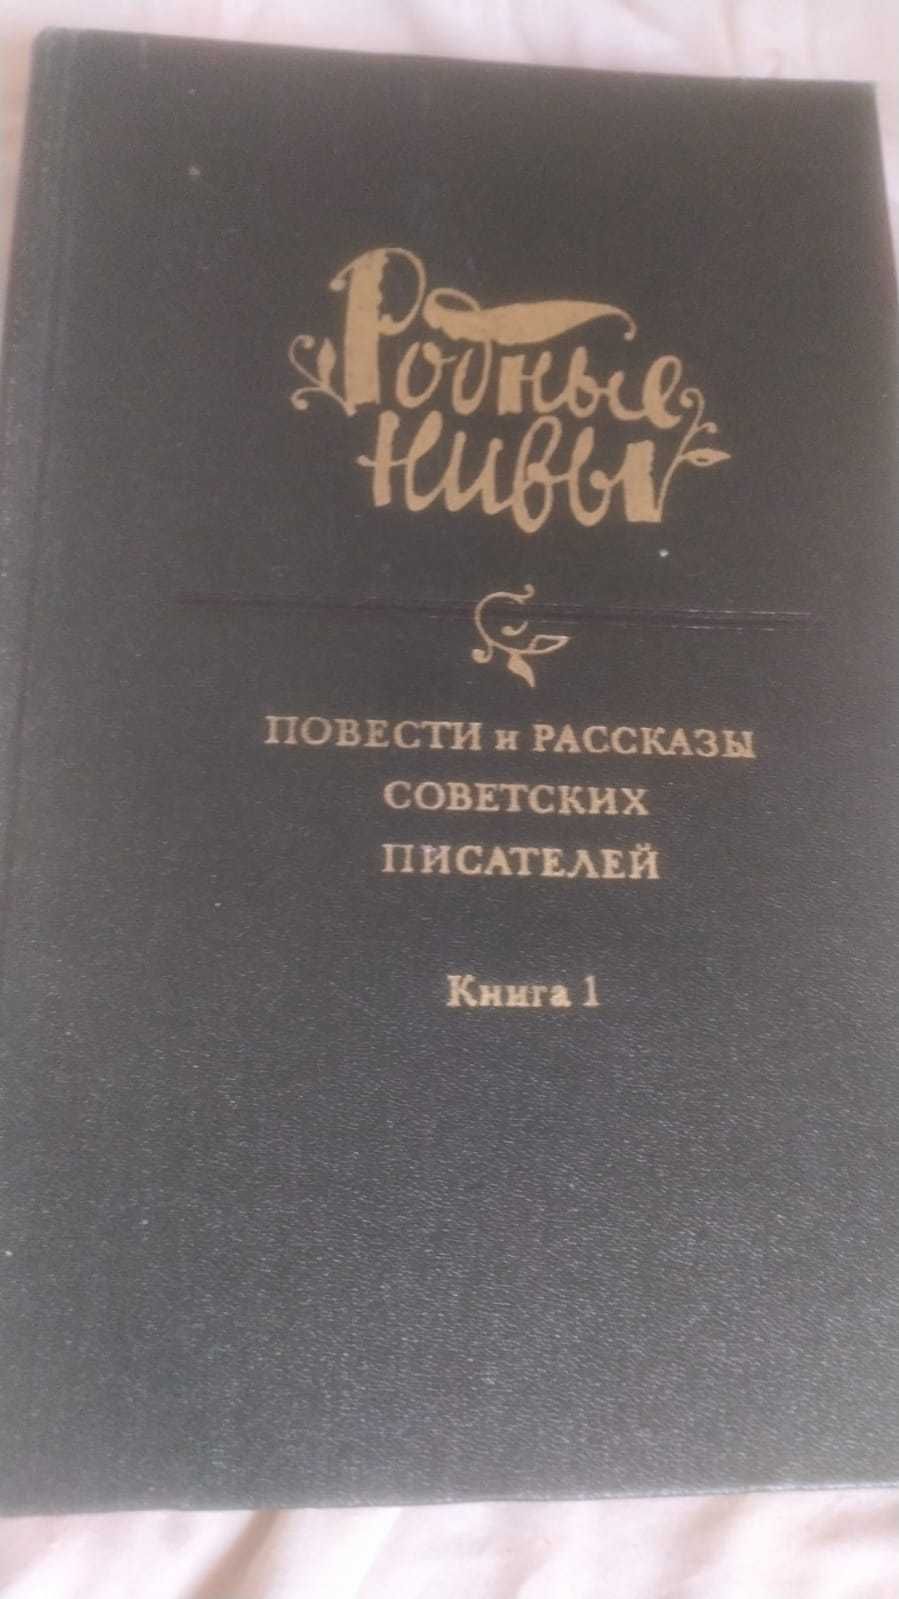 Родные
нивы
ПОВЕСТИ и РАССКАЗЫ
СОВЕТСКИХ
ПИСАТЕЛЕЙ
Книга 1